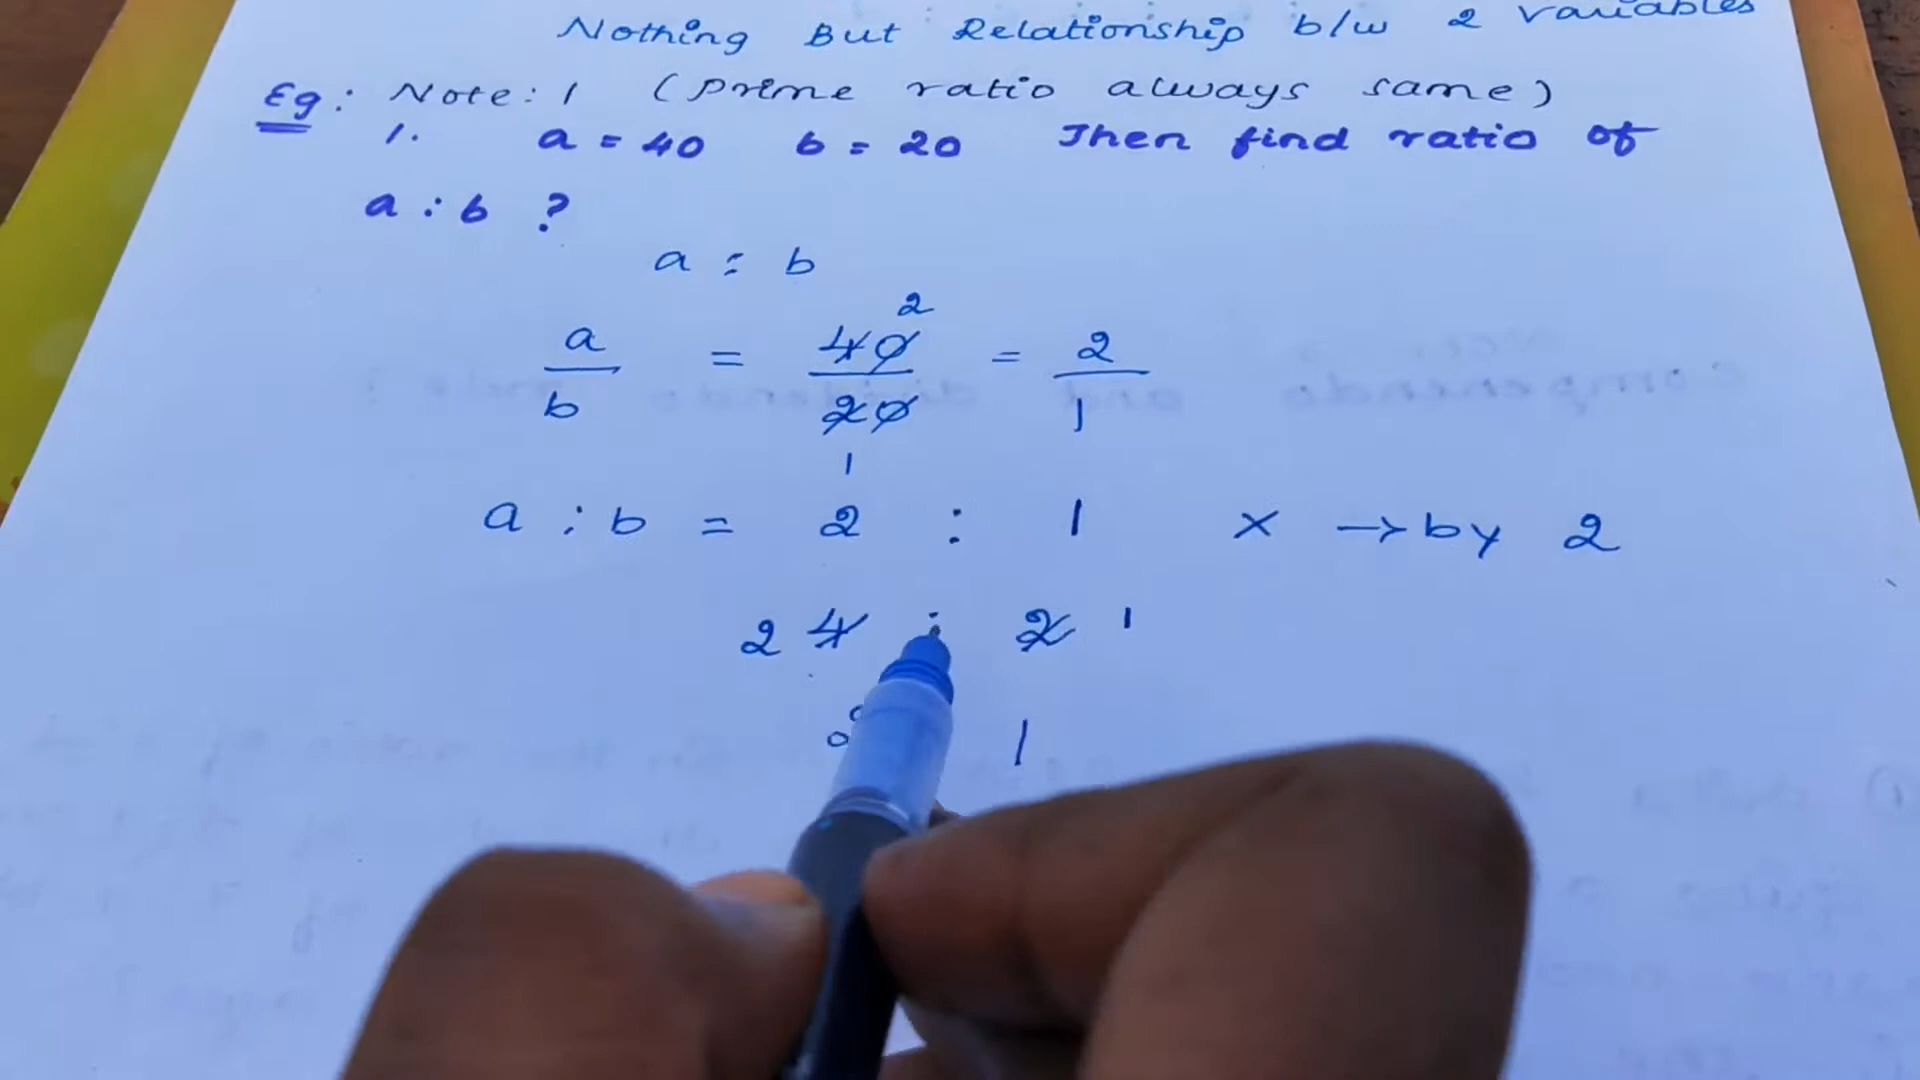 Nothing But Relationship b/w 2 variables
Eg: Note: 1 (prime ratio always same)
1. a = 40 b = 20 Then find ratio of
a : b ?
a : b
2
a = 40 = 2
b 20 1
1
a : b = 2 : 1 x → by 2
2 4 : 2 1
1